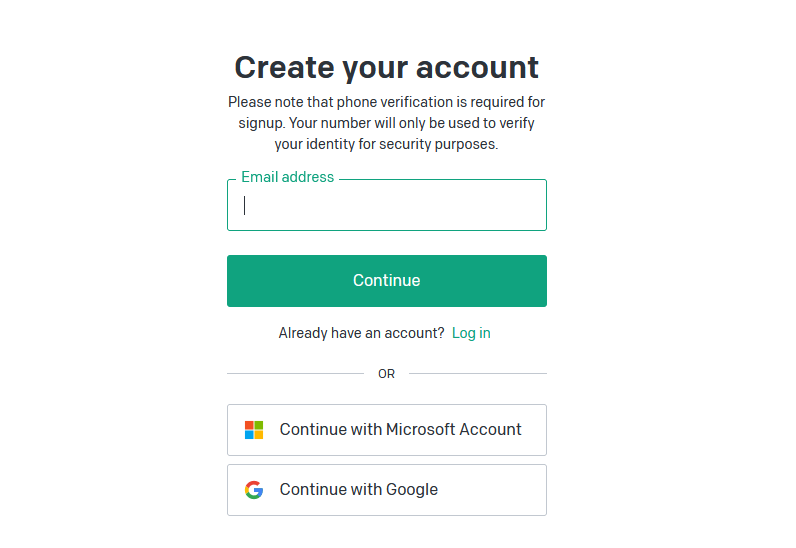 Create your account
Please note that phone verification is required for
signup. Your number will only be used to verify
your identity for security purposes.
Email address
Continue
Already have an account? Log in
OR
Continue with Microsoft Account
Continue with Google